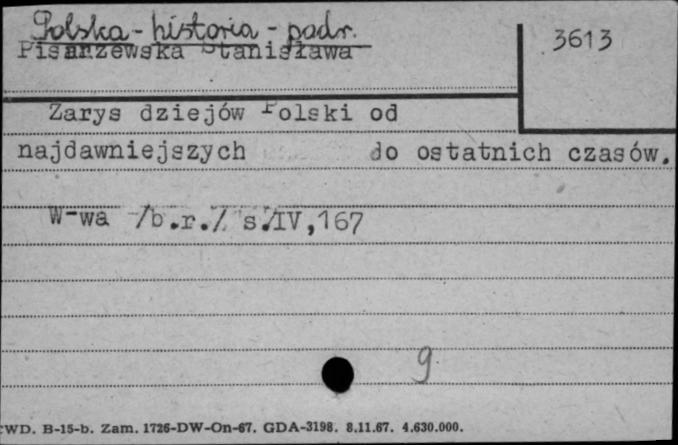 Polska - historia - podr.
3613
Pisarzewska Stanisława
Zarys dziejów Polski od
najdawniejszych do ostatnich czasów.
W-wa /b.r./ s./IV,167
9
CWD. B-15-b. Zam. 1726-DW-On-67. GDA-3198. 8.11.67. 4.630.000.